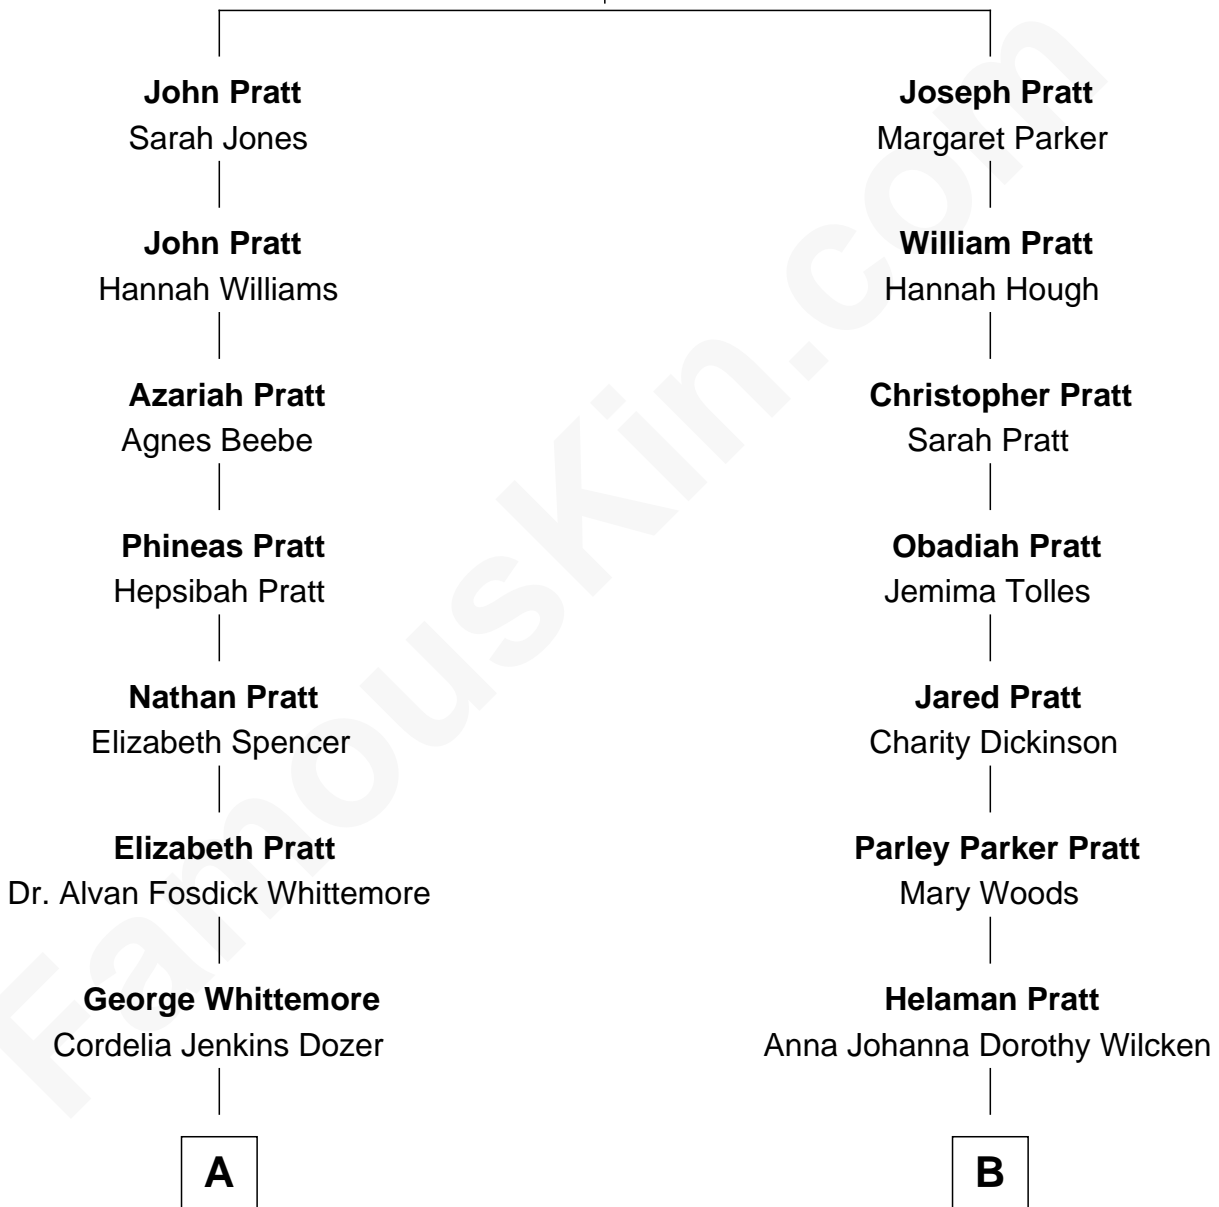 John Pratt
Sarah Jones
Joseph Pratt
Margaret Parker
John Pratt
Hannah Williams
William Pratt
Hannah Hough
Azariah Pratt
Agnes Beebe
Christopher Pratt
Sarah Pratt
Phineas Pratt
Hepsibah Pratt
Obadiah Pratt
Jemima Tolles
Nathan Pratt
Elizabeth Spencer
Jared Pratt
Charity Dickinson
Elizabeth Pratt
Dr. Alvan Fosdick Whittemore
Parley Parker Pratt
Mary Woods
George Whittemore
Cordelia Jenkins Dozer
Helaman Pratt
Anna Johanna Dorothy Wilcken
A
B
FamousKin.com